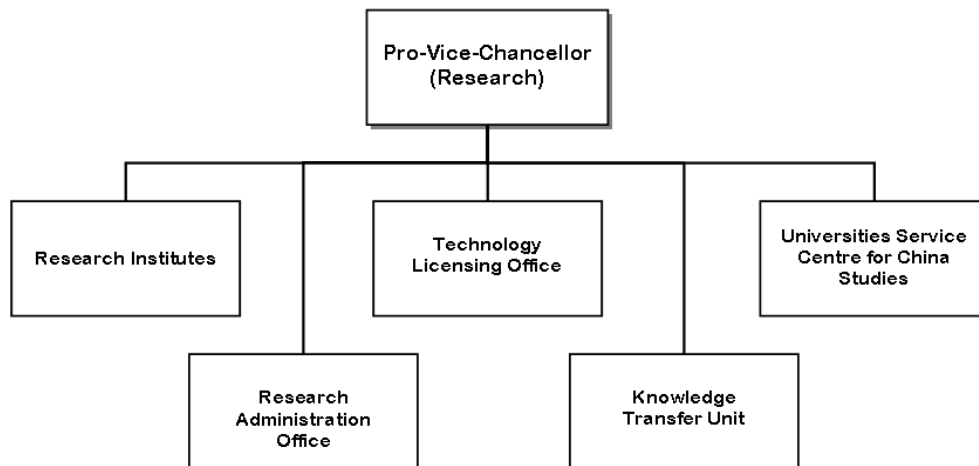 Pro-Vice-Chancellor
(Research)
Research Institutes
Technology
Licensing Office
Universities Service
Centre for China
Studies
Research
Administration
Office
Knowledge
Transfer Unit